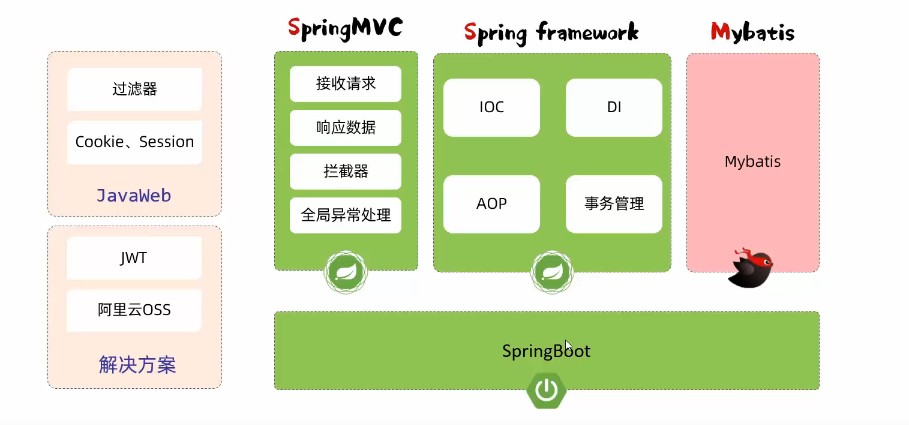 SpringMVC
Spring framework
Mybatis
过滤器
Cookie、Session
JavaWeb
JWT
阿里云OSS
解决方案
接收请求
响应数据
拦截器
全局异常处理
IOC
DI
AOP
事务管理
Mybatis
SpringBoot